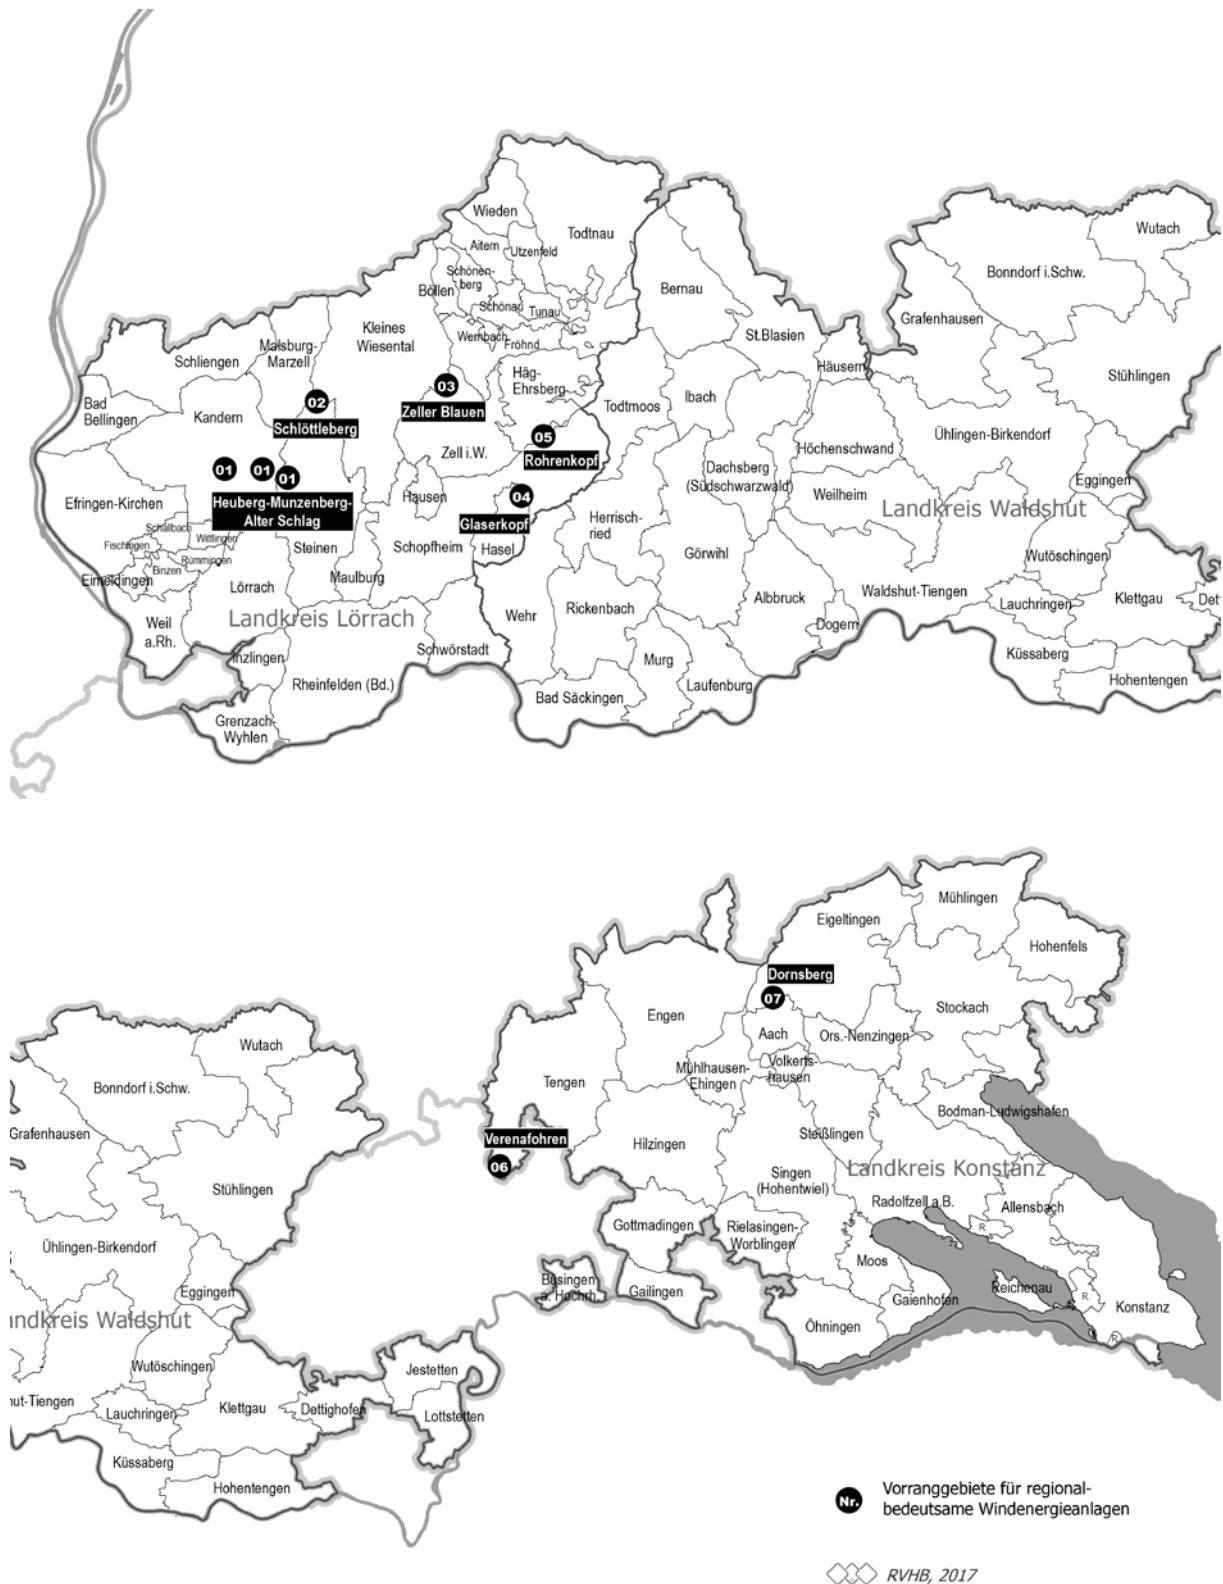 Wieden
Todtnau
Aitern
Utzenfeld
Schönen-
berg
Böllen
Schönau
Tunau
Wembach
Fröhnd
Kleines
Wiesental
Malsburg-
Marzell
Schliengen
Bad
Bellingen
Kandern
02
Schlöttleberg
03
Zeller Blauen
Häg-
Ehrsberg
05
Rohrenkopf
Zell i.W.
01
01
01
Heuberg-Munzenberg-
Alter Schlag
Hausen
04
Glaserkopf
Hasel
Efringen-Kirchen
Schallbach
Wittlingen
Fischingen
Rümmingen
Binzen
Eimeldingen
Steinen
Schopfheim
Maulburg
Lörrach
Landkreis Lörrach
Weil
a.Rh.
Inzlingen
Rheinfelden (Bd.)
Schwörstadt
Grenzach-
Wyhlen
Bernau
St.Blasien
Häusern
Todtmoos
Ibach
Höchenschwand
Dachsberg
(Südschwarzwald)
Weilheim
Herrisch-
ried
Görwihl
Wehr
Rickenbach
Albbruck
Dogern
Murg
Laufenburg
Bad Säckingen
Waldshut-Tiengen
Landkreis Waldshut
Wutach
Bonndorf i.Schw.
Grafenhausen
Stühlingen
Ühlingen-Birkendorf
Eggingen
Wutöschingen
Lauchringen
Klettgau
Dett
Küssaberg
Hohentengen
Wutach
Bonndorf i.Schw.
Grafenhausen
Stühlingen
Ühlingen-Birkendorf
Eggingen
andkreis Waldshut
Wutöschingen
hut-Tiengen
Lauchringen
Klettgau
Dettighofen
Küssaberg
Hohentengen
Jestetten
Lottstetten
Mühlingen
Eigeltingen
Hohenfels
Dornsberg
07
Engen
Stockach
Aach
Ors.-Nenzingen
Volkerts-
hausen
Mühlhausen-
Ehingen
Tengen
Bodman-Ludwigshafen
Verenafohren
06
Hilzingen
Steißlingen
Landkreis Konstanz
Singen
(Hohentwiel)
Radolfzell a.B.
Allensbach
R.
Gottmadingen
Rielasingen-
Worblingen
Moos
Büsingen
a. Hochrh.
Gailingen
Gaienhofen
Reichenau
R.
Konstanz
Öhningen
R.
Nr.
Vorranggebiete für regional-
bedeutsame Windenergieanlagen
RVHB, 2017